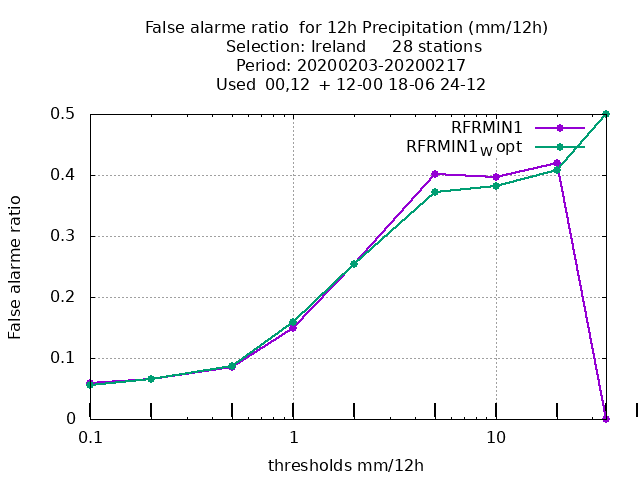 False alarme ratio  for 12h Precipitation (mm/12h)
Selection: Ireland     28 stations
Period: 20200203-20200217
Used  00,12  + 12-00 18-06 24-12
RFRMIN1
RFRMIN1W opt
0.5
0.4
0.3
0.2
0.1
0
False alarme ratio
0.1 1 10
thresholds mm/12h